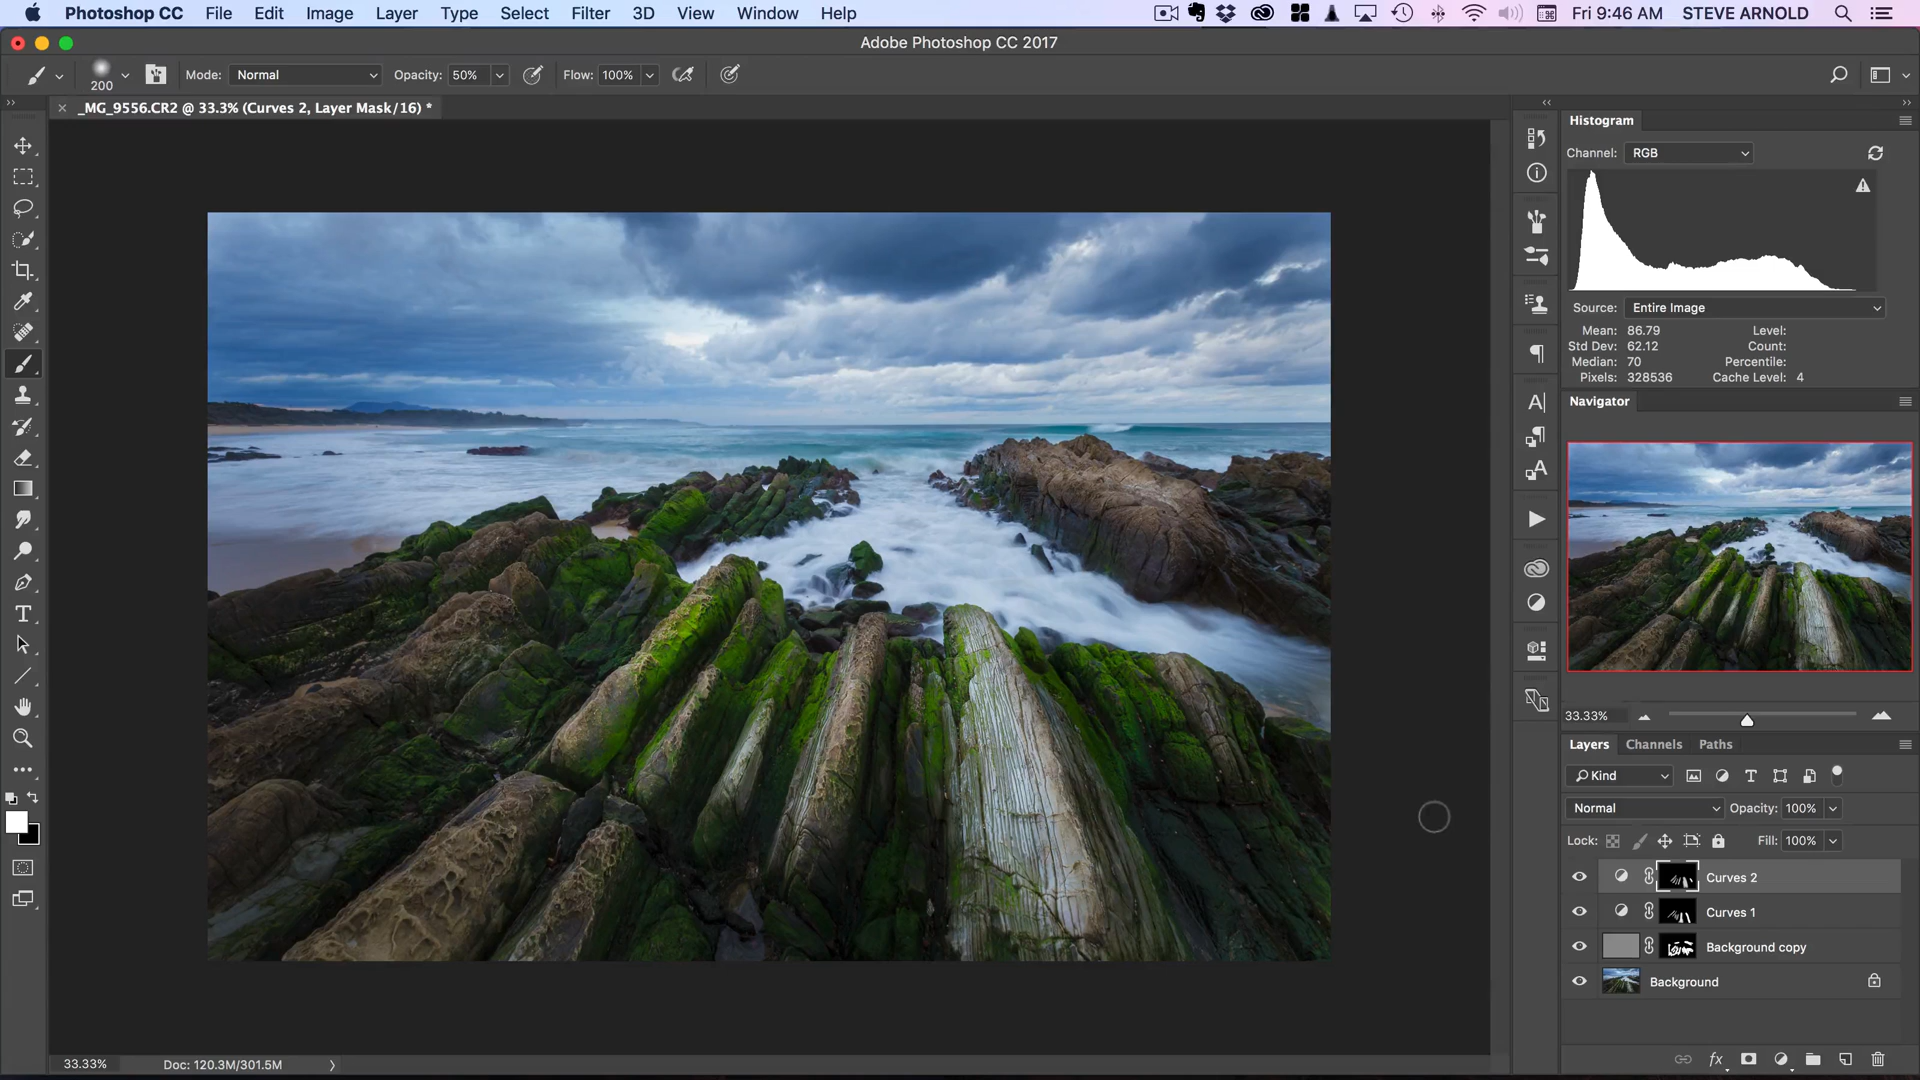 Photoshop CC File Edit Image Layer Type Select Filter 3D View Window Help Fri 9:46 AM STEVE ARNOLD
Adobe Photoshop CC 2017
200 Mode: Normal Opacity: 50% Flow: 100%
_MG_9556.CR2 @ 33.3% (Curves 2, Layer Mask/16) *
Histogram
Channel: RGB
Source: Entire Image
Mean: 86.79 Level:
Std Dev: 62.12 Count:
Median: 70 Percentile:
Pixels: 328536 Cache Level: 4
Navigator
33.33%
Layers Channels Paths
Kind
Normal Opacity: 100%
Lock: Fill: 100%
Curves 2
Curves 1
Background copy
Background
fx
33.33% Doc: 120.3M/301.5M